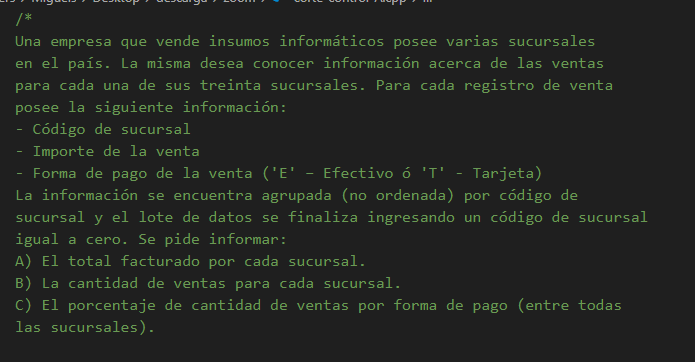 Miguels > Desktop > descarga > zoom >
/*
Una empresa que vende insumos informáticos posee varias sucursales
en el país. La misma desea conocer información acerca de las ventas
para cada una de sus treinta sucursales. Para cada registro de venta
posee la siguiente información:
- Código de sucursal
- Importe de la venta
- Forma de pago de la venta ('E' – Efectivo ó 'T' - Tarjeta)
La información se encuentra agrupada (no ordenada) por código de
sucursal y el lote de datos se finaliza ingresando un código de sucursal
igual a cero. Se pide informar:
A) El total facturado por cada sucursal.
B) La cantidad de ventas para cada sucursal.
C) El porcentaje de cantidad de ventas por forma de pago (entre todas
las sucursales).